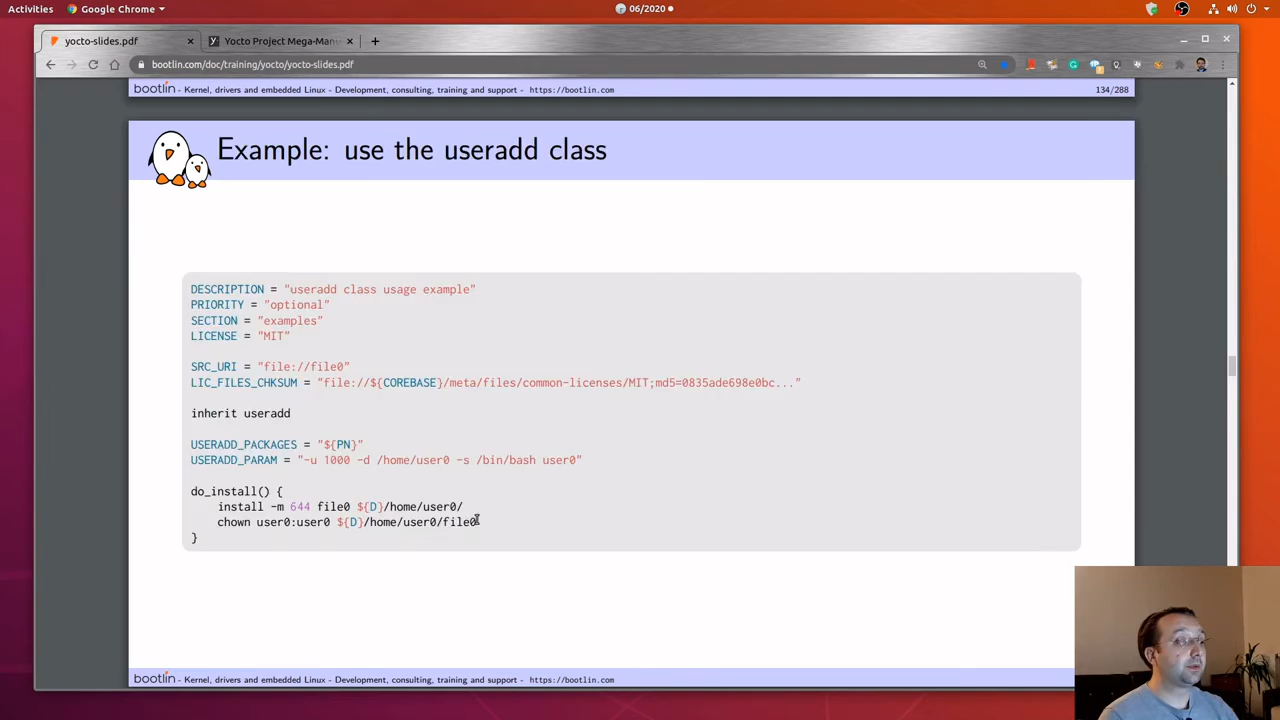 Activities
Google Chrome
06/2020
yocto-slides.pdf
Yocto Project Mega-Man
bootlin.com/doc/training/yocto/yocto-slides.pdf
bootlin - Kernel, drivers and embedded Linux - Development, consulting, training and support - https://bootlin.com
134/288
Example: use the useradd class
DESCRIPTION = "useradd class usage example"
PRIORITY = "optional"
SECTION = "examples"
LICENSE = "MIT"
SRC_URI = "file://file0"
LIC_FILES_CHKSUM = "file://${COREBASE}/meta/files/common-licenses/MIT;md5=0835ade698e0bc..."
inherit useradd
USERADD_PACKAGES = "${PN}"
USERADD_PARAM = "-u 1000 -d /home/user0 -s /bin/bash user0"
do_install() {
install -m 644 file0 ${D}/home/user0/
chown user0:user0 ${D}/home/user0/file0
}
bootlin - Kernel, drivers and embedded Linux - Development, consulting, training and support - https://bootlin.com